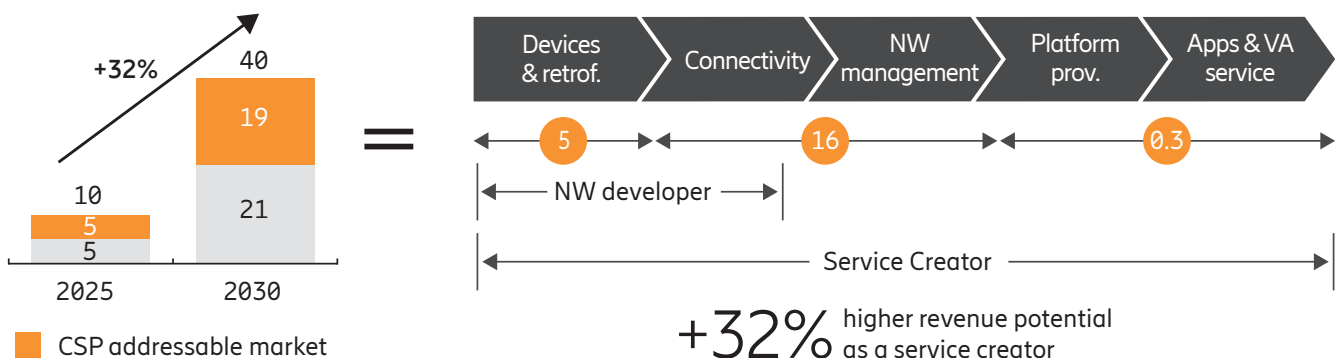 +32%
40
19
21
10
5
5
2025
2030
CSP addressable market
=
Devices
& retrof.
Connectivity
NW
management
Platform
prov.
Apps & VA
service
5
16
0.3
NW developer
Service Creator
+32% higher revenue potential
as a service creator